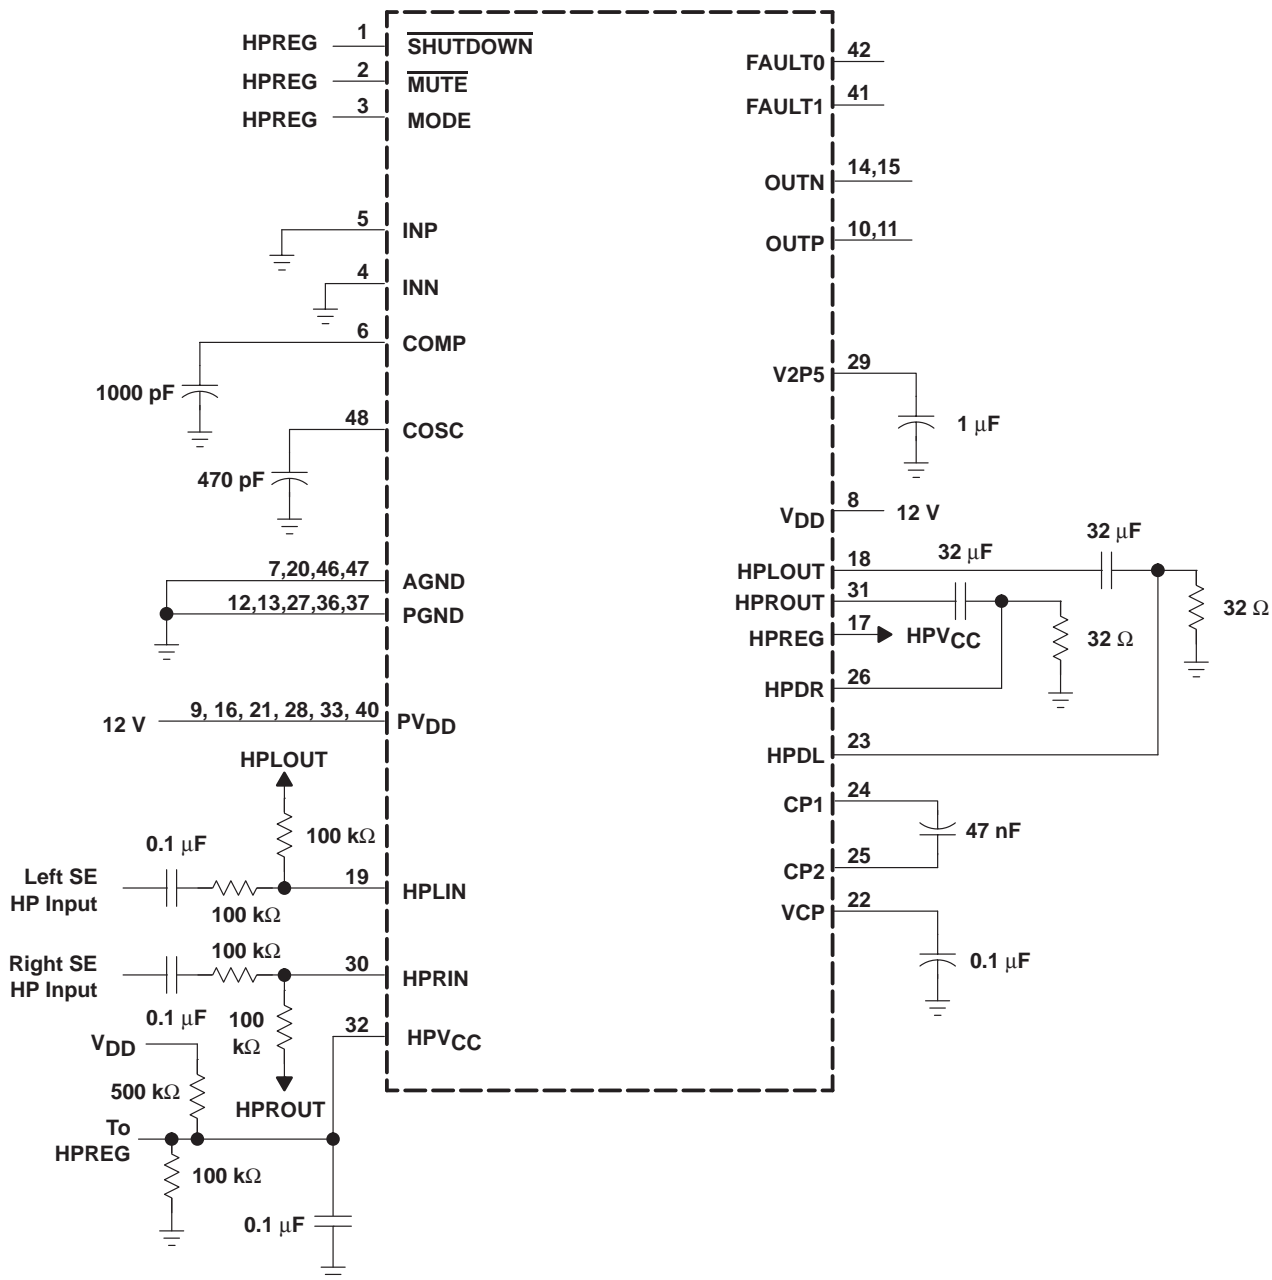 HPREG 1 SHUTDOWN
HPREG 2 MUTE
HPREG 3 MODE
5 INP
4 INN
6 COMP
1000 pF
48 COSC
470 pF
7,20,46,47 AGND
12,13,27,36,37 PGND
12 V 9, 16, 21, 28, 33, 40 PVDD
HPLOUT
100 kΩ
0.1 μF
Left SE
HP Input
100 kΩ
19 HPLIN
100 kΩ
Right SE
HP Input
0.1 μF
30 HPRIN
100
kΩ
HPROUT
32 HPVCC
VDD
500 kΩ
To
HPREG
100 kΩ
0.1 μF
FAULT0 42
FAULT1 41
OUTN 14,15
OUTP 10,11
V2P5 29
1 μF
VDD 8 12 V
32 μF
32 μF
HPLOUT 18
32 Ω
HPROUT 31
32 Ω
HPREG 17 HPVCC
HPDR 26
HPDL 23
CP1 24
47 nF
CP2 25
VCP 22
0.1 μF